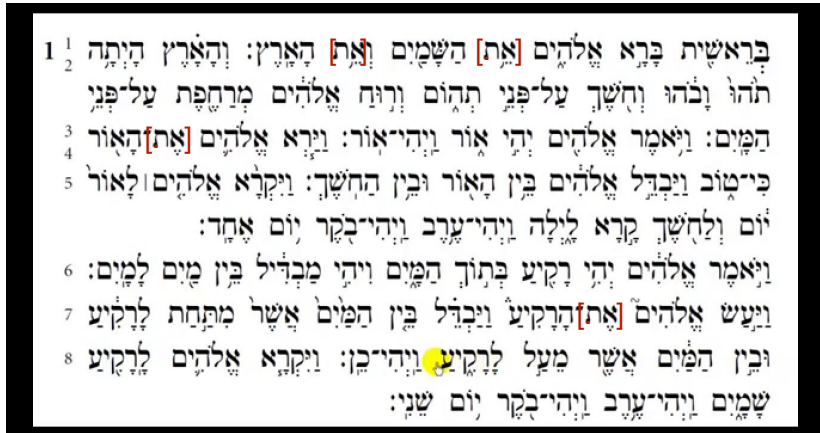 בְּרֵאשִׁ֖ית בָּרָ֣א אֱלֹהִ֑ים [אֵ֥ת] הַשָּׁמַ֖יִם וְ[אֵ֥ת] הָאָֽרֶץ׃ וְהָאָ֗רֶץ הָיְתָ֥ה 1 1 2
תֹ֙הוּ֙ וָבֹ֔הוּ וְחֹ֖שֶׁךְ עַל־פְּנֵ֣י תְה֑וֹם וְר֣וּחַ אֱלֹהִ֔ים מְרַחֶ֖פֶת עַל־פְּנֵ֥י
הַמָּֽיִם׃ וַיֹּ֥אמֶר אֱלֹהִ֖ים יְהִ֣י א֑וֹר וַֽיְהִי־אֽוֹר׃ וַיַּ֧רְא אֱלֹהִ֛ים [אֶת־]הָא֖וֹר 3 4
כִּי־ט֑וֹב וַיַּבְדֵּ֣ל אֱלֹהִ֔ים בֵּ֥ין הָא֖וֹר וּבֵ֥ין הַחֹֽשֶׁךְ׃ וַיִּקְרָ֨א אֱלֹהִ֤ים ׀ לָאוֹר֙ 5
י֔וֹם וְלַחֹ֖שֶׁךְ קָ֣רָא לָ֑יְלָה וַֽיְהִי־עֶ֥רֶב וַֽיְהִי־בֹ֖קֶר י֥וֹם אֶחָֽד׃
וַיֹּ֣אמֶר אֱלֹהִ֔ים יְהִ֥י רָקִ֖יעַ בְּת֣וֹךְ הַמָּ֑יִם וִיהִ֣י מַבְדִּ֔יל בֵּ֥ין מַ֖יִם לָמָֽיִם׃ 6
וַיַּ֣עַשׂ אֱלֹהִים֮ [אֶת־]הָרָקִיעַ֒ וַיַּבְדֵּ֗ל בֵּ֤ין הַמַּ֙יִם֙ אֲשֶׁר֙ מִתַּ֣חַת לָרָקִ֔יעַ 7
וּבֵ֣ין הַמַּ֔יִם אֲשֶׁ֖ר מֵעַ֣ל לָרָקִ֑יעַ וַֽיְהִי־כֵֽן׃ וַיִּקְרָ֧א אֱלֹהִ֛ים לָֽרָקִ֖יעַ 8
שָׁמָ֑יִם וַֽיְהִי־עֶ֥רֶב וַֽיְהִי־בֹ֖קֶר י֥וֹם שֵׁנִֽי׃